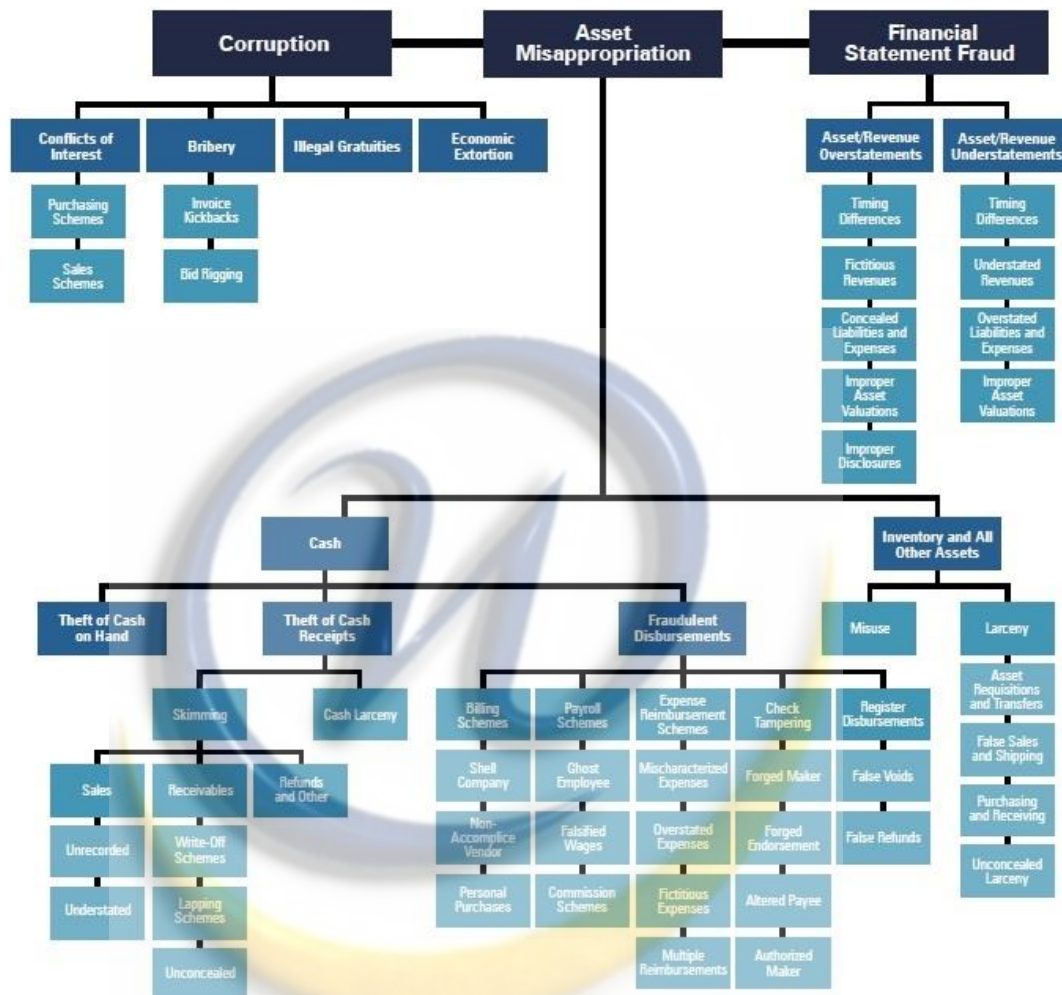 Corruption
Asset
Misappropriation
Financial
Statement Fraud
Conflicts of
Interest
Bribery
Illegal Gratuities
Economic
Extortion
Asset/Revenue
Overstatements
Asset/Revenue
Understatements
Purchasing
Schemes
Sales
Schemes
Invoice
Kickbacks
Bid Rigging
Timing
Differences
Fictitious
Revenues
Concealed
Liabilities and
Expenses
Improper
Asset
Valuations
Improper
Disclosures
Timing
Differences
Understated
Revenues
Overstated
Liabilities and
Expenses
Improper
Asset
Valuations
Cash
Inventory and All
Other Assets
Theft of Cash
on Hand
Theft of Cash
Receipts
Fraudulent
Disbursements
Misuse
Larceny
Skimming
Cash Larceny
Sales
Unrecorded
Understated
Receivables
Write-Off
Schemes
Lapping
Schemes
Unconcealed
Refunds
and Other
Billing
Schemes
Shell
Company
Non-
Accomplice
Vendor
Personal
Purchases
Payroll
Schemes
Ghost
Employee
Falsified
Wages
Commission
Schemes
Expense
Reimbursement
Schemes
Mischaracterized
Expenses
Overstated
Expenses
Fictitious
Expenses
Multiple
Reimbursements
Check
Tampering
Forged Maker
Forged
Endorsement
Altered Payee
Authorized
Maker
Register
Disbursements
False Voids
False Refunds
Asset
Requisitions
and Transfers
False Sales
and Shipping
Purchasing
and Receiving
Unconcealed
Larceny